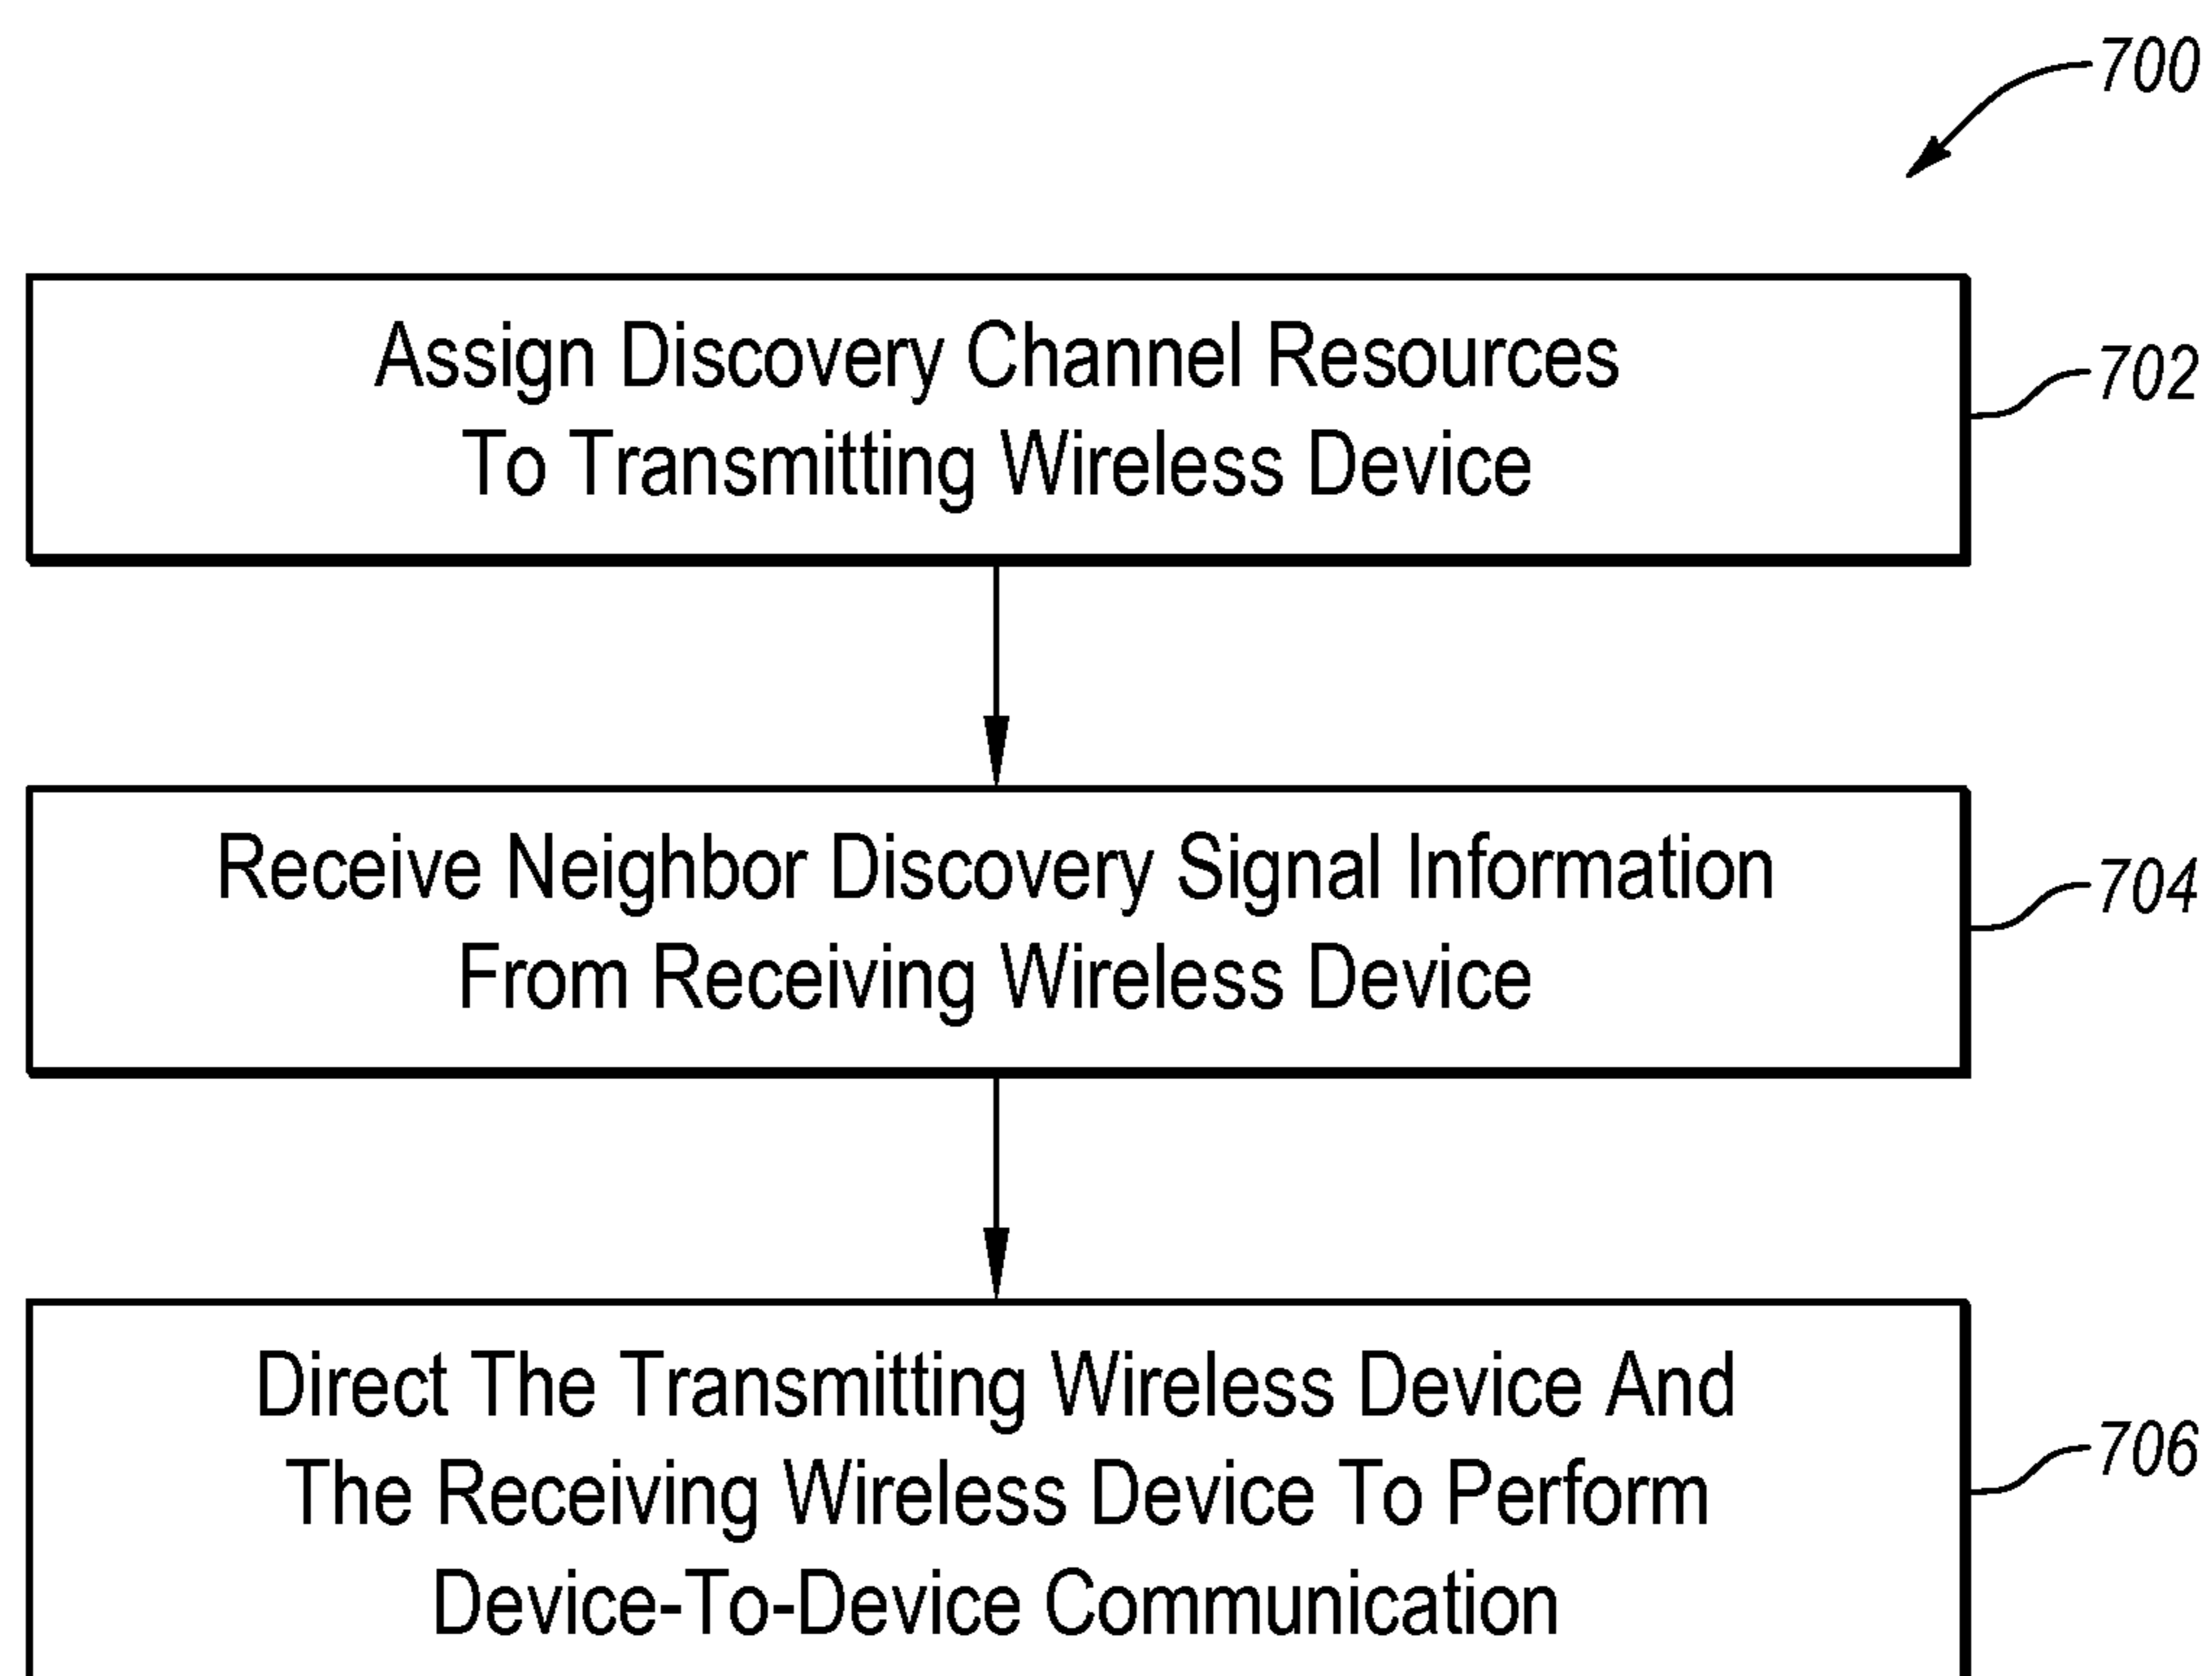 700
Assign Discovery Channel Resources
To Transmitting Wireless Device
702
Receive Neighbor Discovery Signal Information
From Receiving Wireless Device
704
Direct The Transmitting Wireless Device And
The Receiving Wireless Device To Perform
Device-To-Device Communication
706